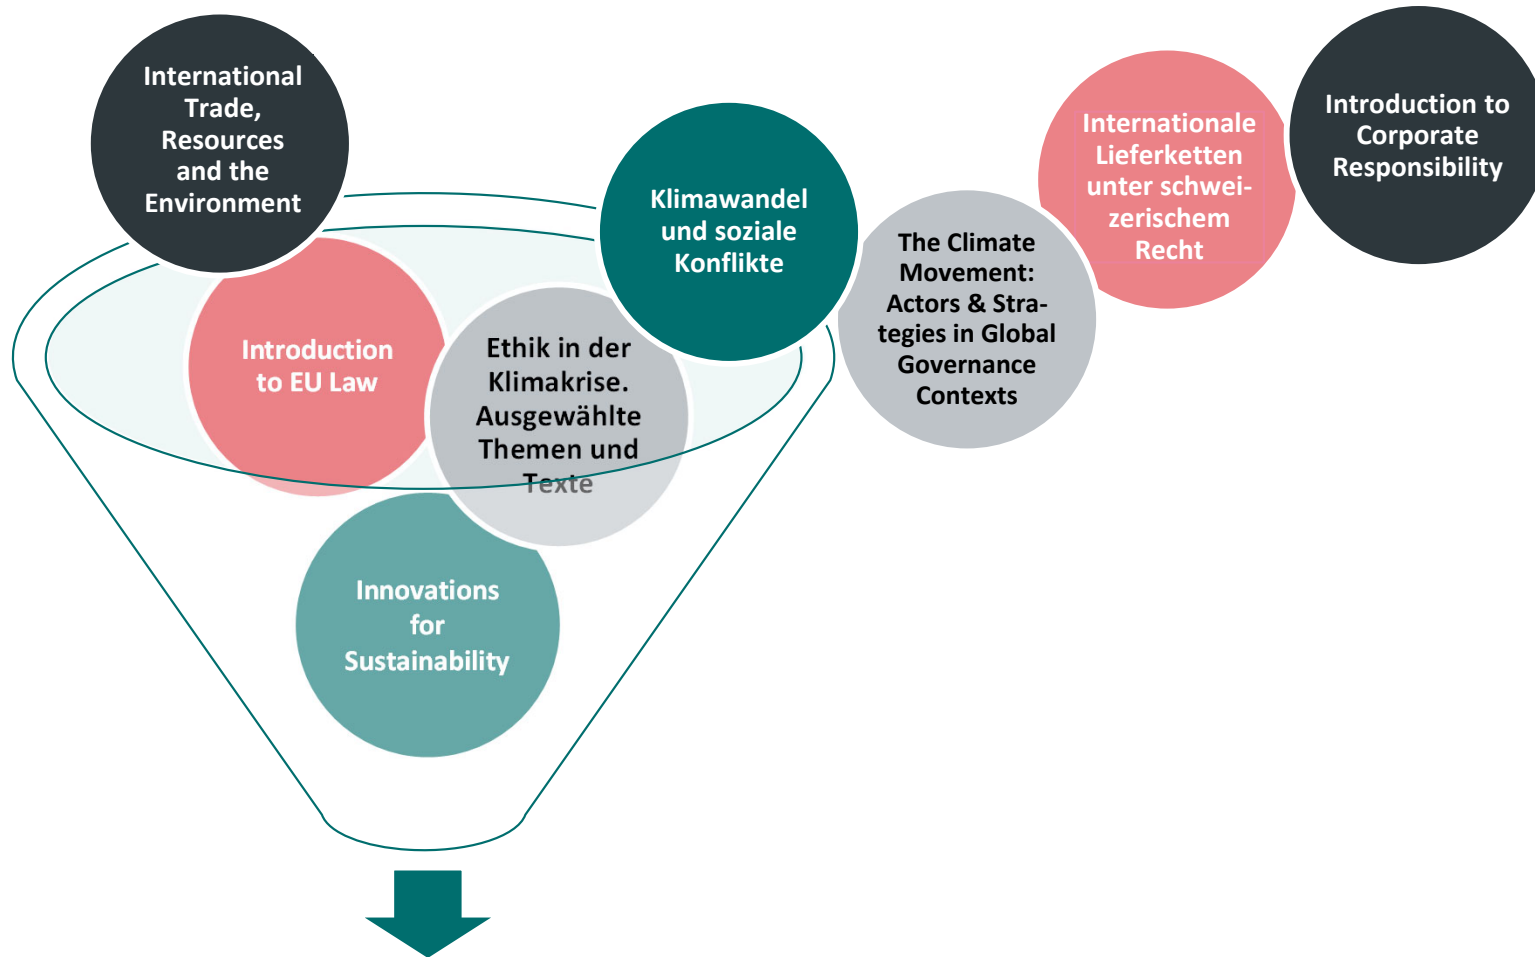 International
Trade,
Resources
and the
Environment
Introduction
to EU Law
Ethik in der
Klimakrise.
Ausgewählte
Themen und
Texte
Innovations
for
Sustainability
Klimawandel
und soziale
Konflikte
The Climate
Movement:
Actors & Stra-
tegies in Global
Governance
Contexts
Internationale
Lieferketten
unter schwei-
zerischem
Recht
Introduction to
Corporate
Responsibility